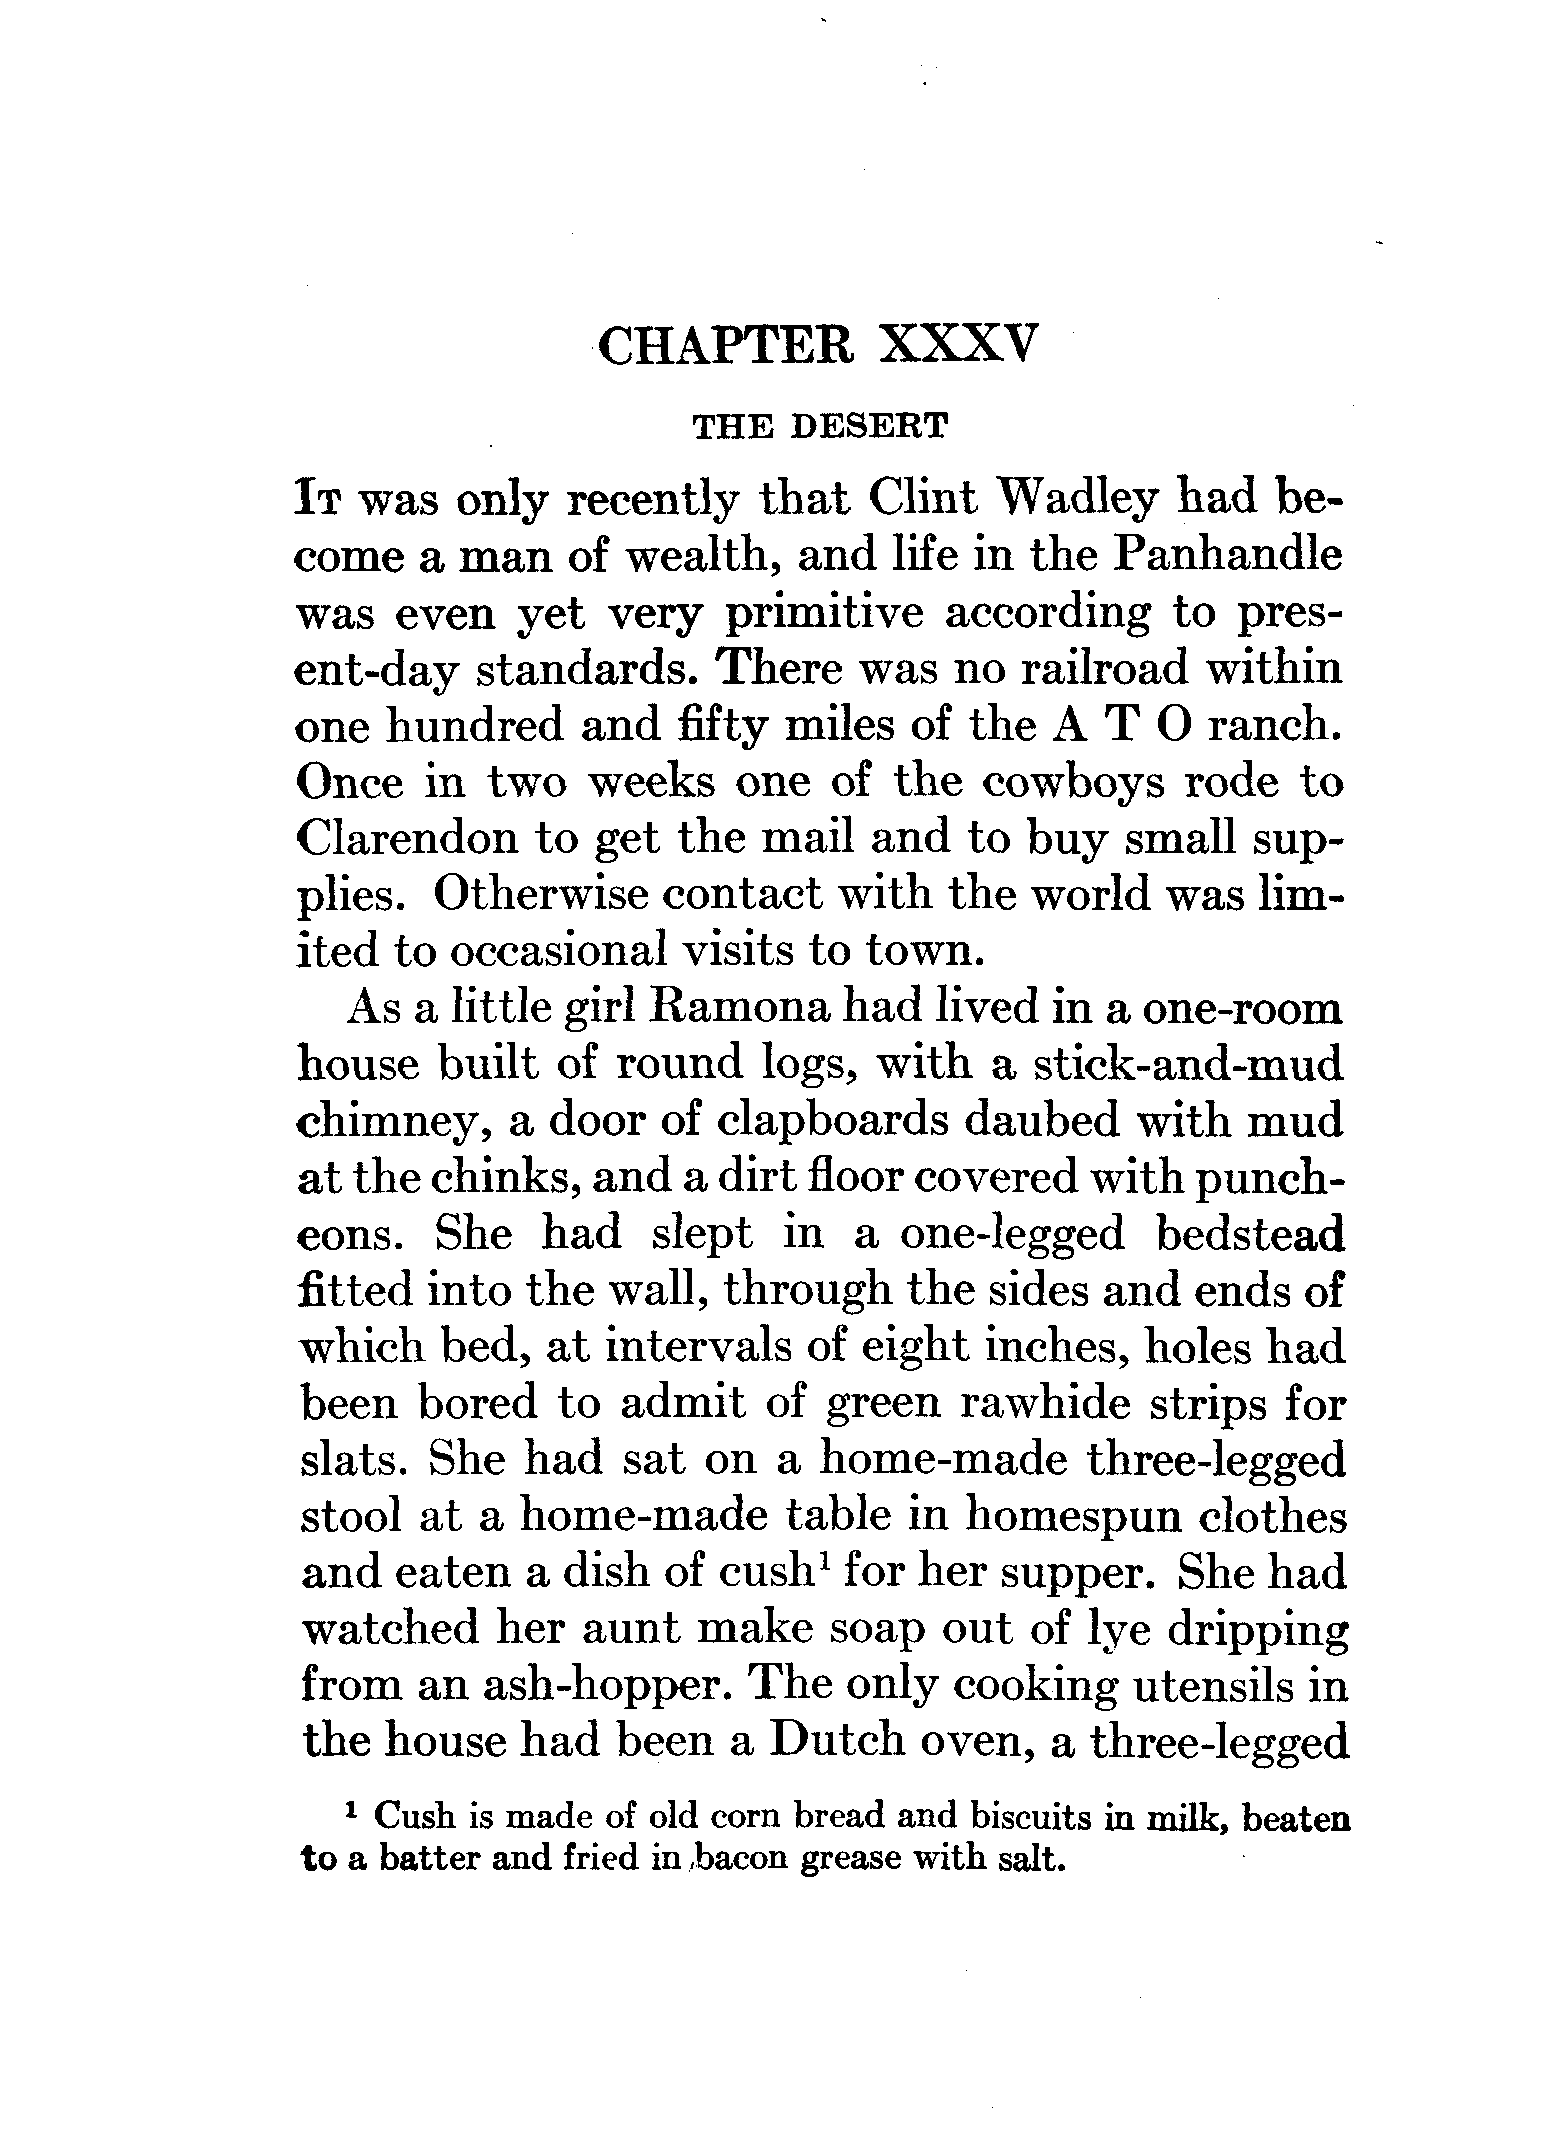 CHAPTER XXXV
THE DESERT
IT was only recently that Clint Wadley had be-
come a man of wealth, and life in the Panhandle
was even yet very primitive according to pres-
ent-day standards. There was no railroad within
one hundred and fifty miles of the A T O ranch.
Once in two weeks one of the cowboys rode to
Clarendon to get the mail and to buy small sup-
plies. Otherwise contact with the world was lim-
ited to occasional visits to town.
As a little girl Ramona had lived in a one-room
house built of round logs, with a stick-and-mud
chimney, a door of clapboards daubed with mud
at the chinks, and a dirt floor covered with punch-
eons. She had slept in a one-legged bedstead
fitted into the wall, through the sides and ends of
which bed, at intervals of eight inches, holes had
been bored to admit of green rawhide strips for
slats. She had sat on a home-made three-legged
stool at a home-made table in homespun clothes
and eaten a dish of cush¹ for her supper. She had
watched her aunt make soap out of lye dripping
from an ash-hopper. The only cooking utensils in
the house had been a Dutch oven, a three-legged
¹ Cush is made of old corn bread and biscuits in milk, beaten
to a batter and fried in bacon grease with salt.